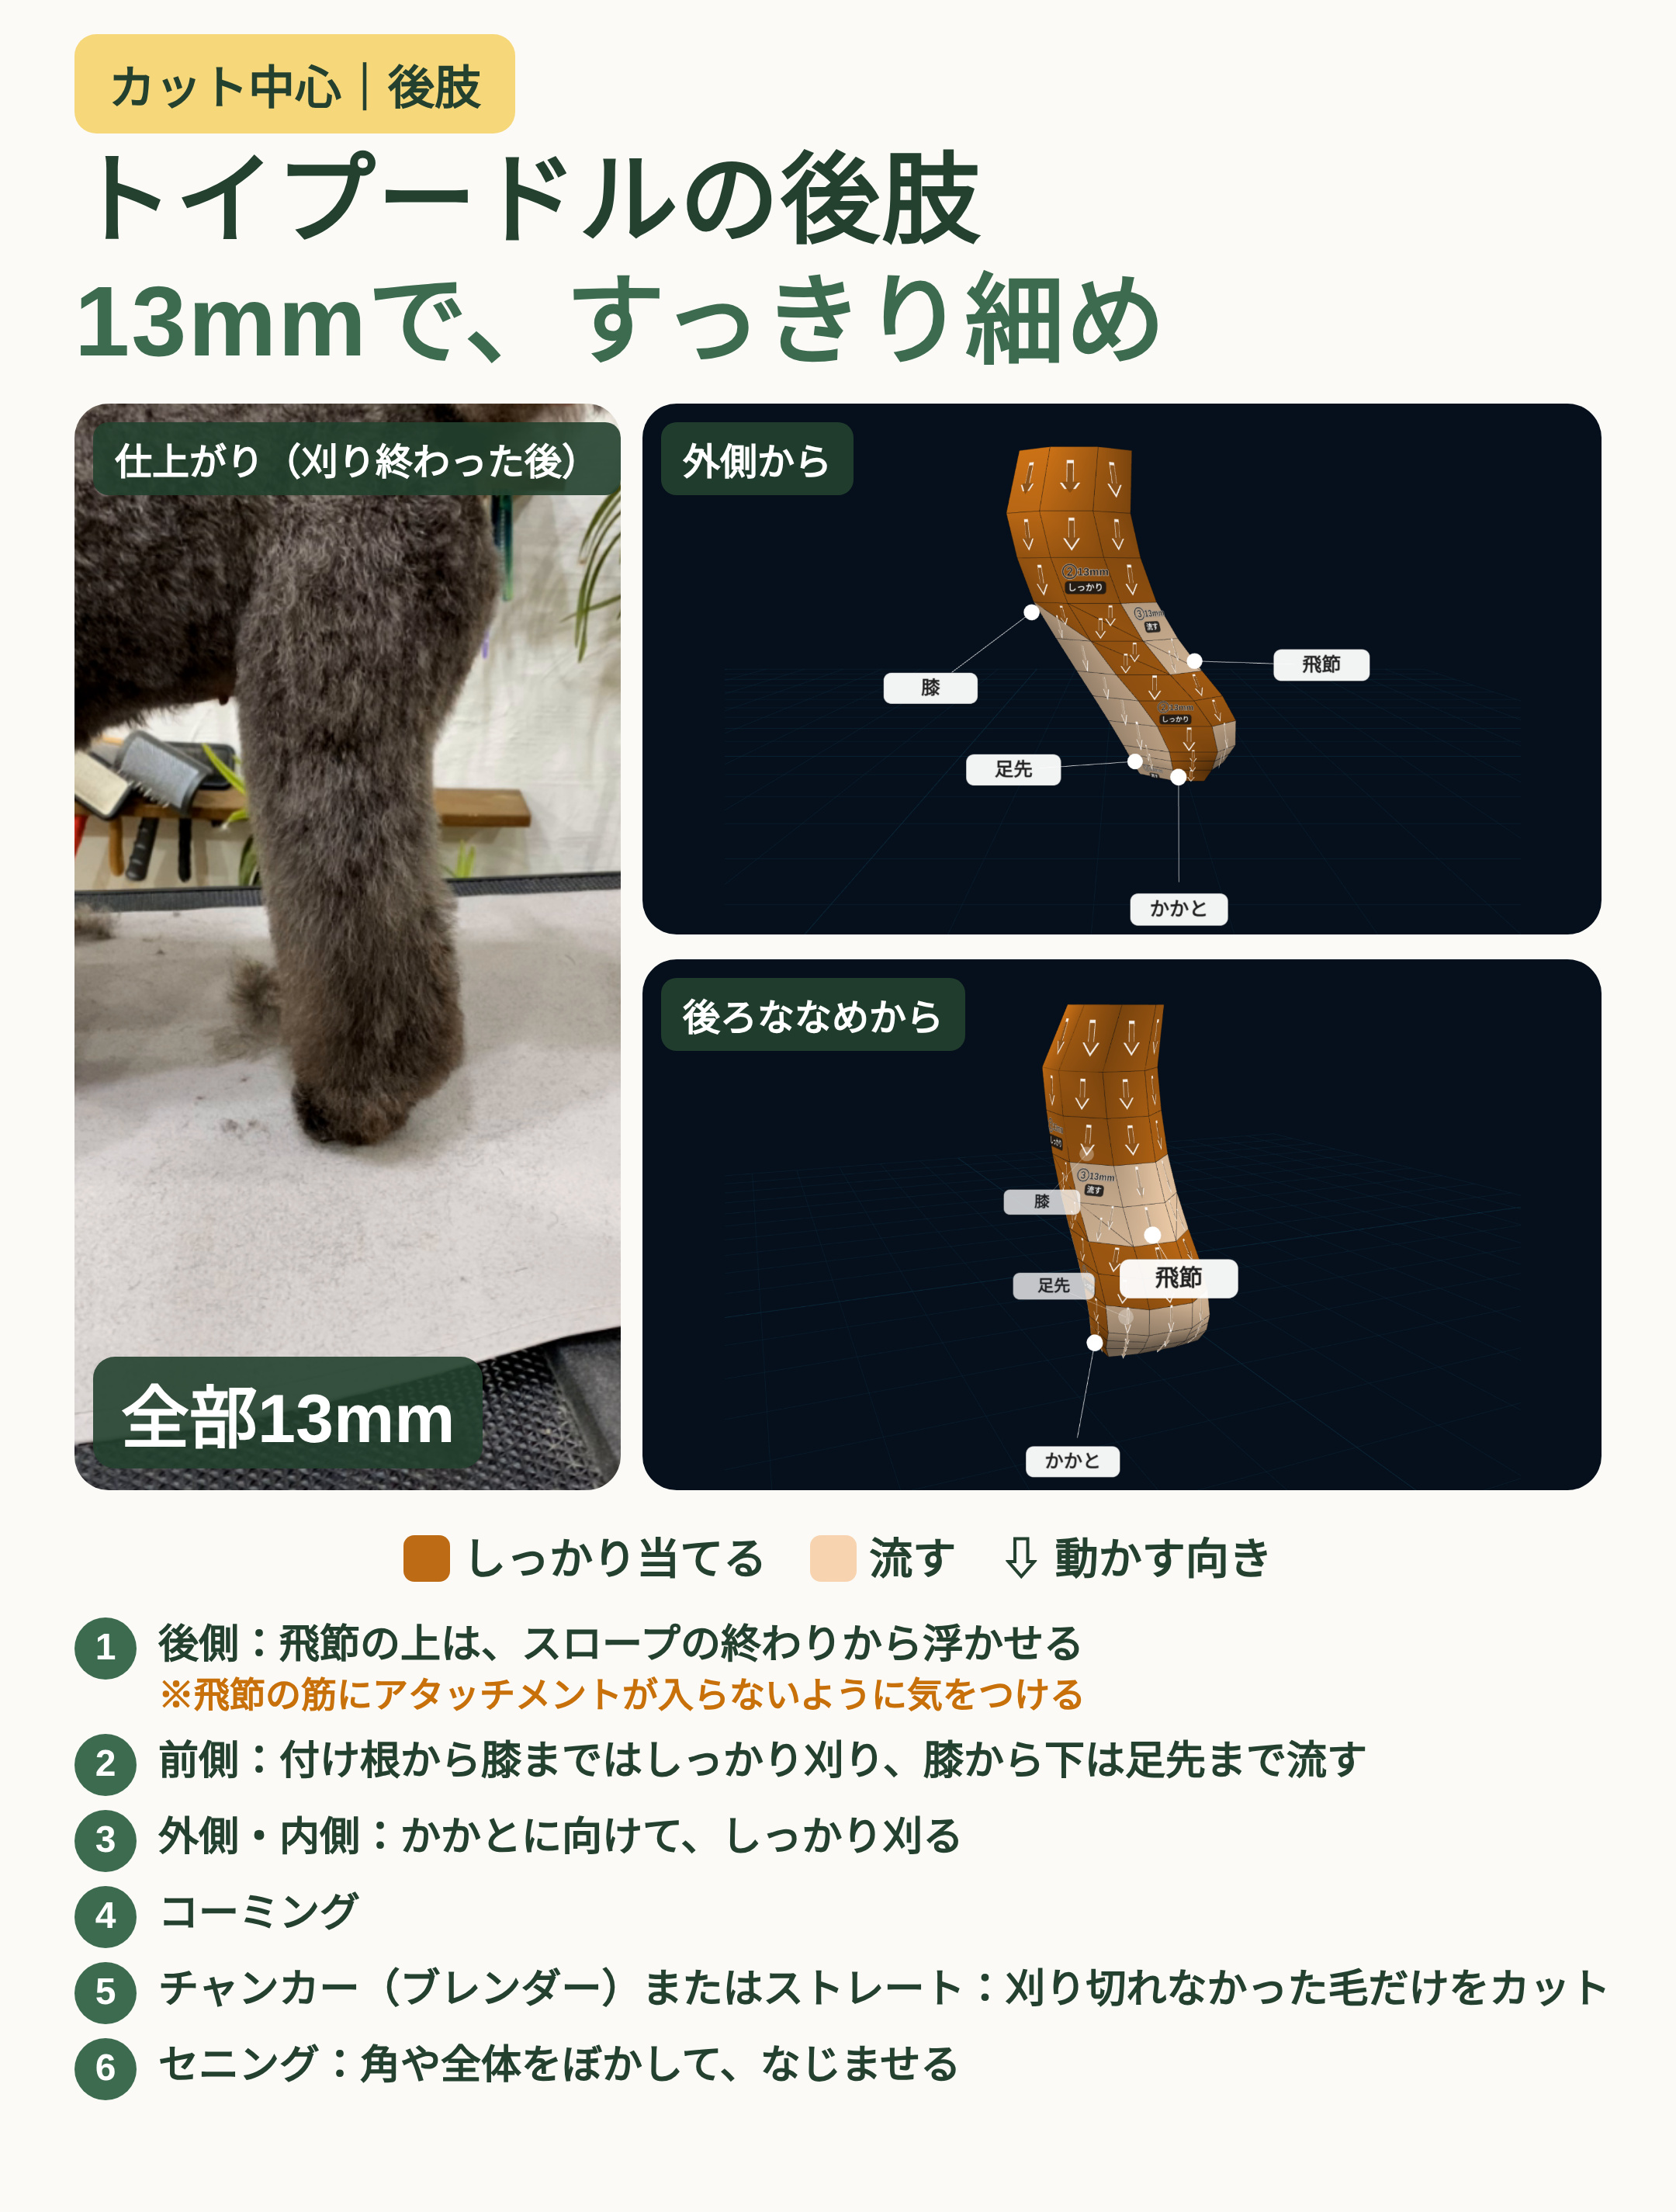 カット中心｜後肢
トイプードルの後肢
13mmで、すっきり細め
仕上がり（刈り終わった後）
全部13mm
外側から
②13mm
しっかり
③13mm
流す
膝
飛節
しっかり
足先
かかと
後ろななめから
しっかり
③13mm
流す
膝
足先
飛節
かかと
しっかり当てる
流す
動かす向き
1 後側：飛節の上は、スロープの終わりから浮かせる
※飛節の筋にアタッチメントが入らないように気をつける
2 前側：付け根から膝まではしっかり刈り、膝から下は足先まで流す
3 外側・内側：かかとに向けて、しっかり刈る
4 コーミング
5 チャンカー（ブレンダー）またはストレート：刈り切れなかった毛だけをカット
6 セニング：角や全体をぼかして、なじませる